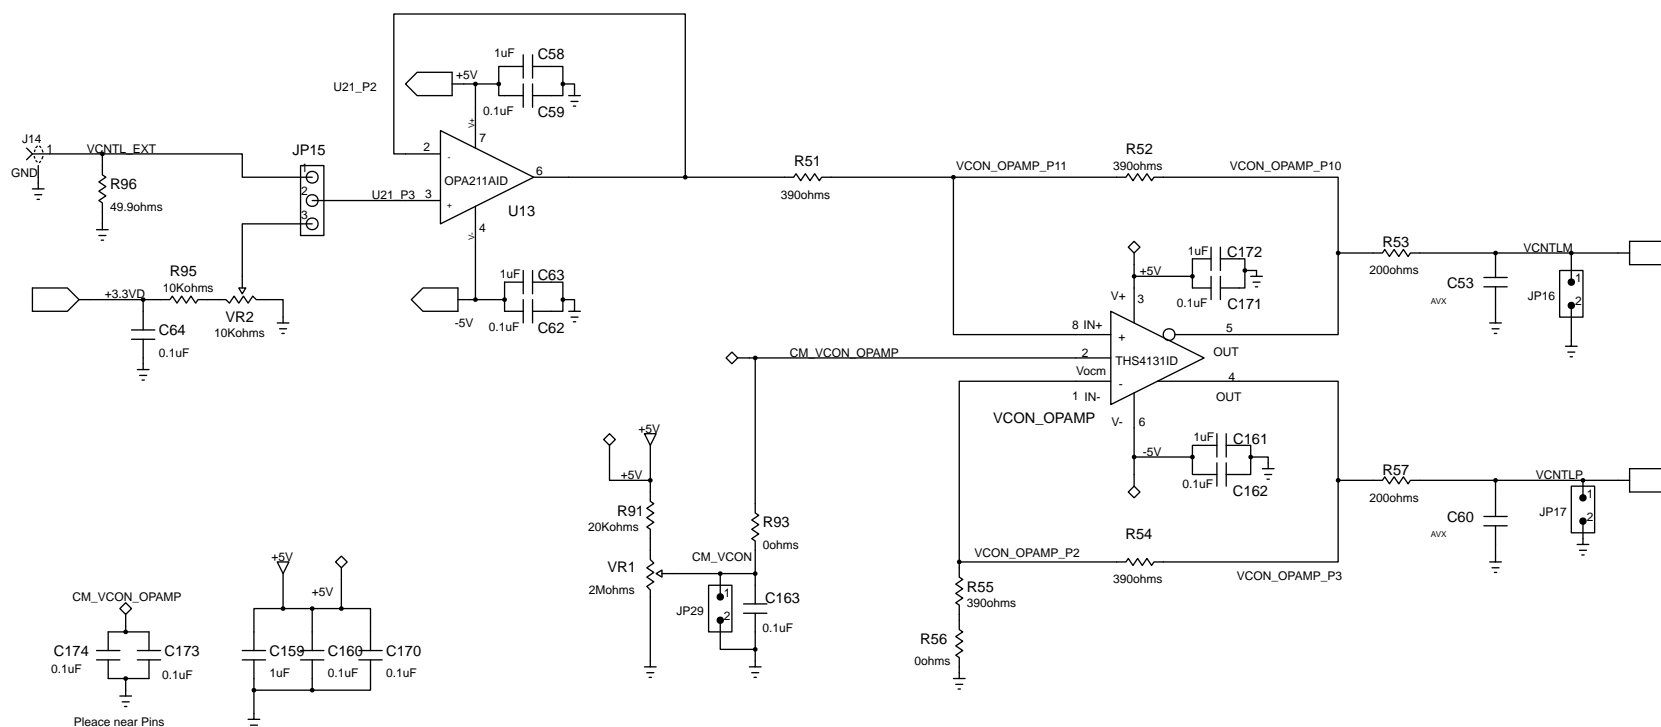 1uF C58
+5V
U21_P2
0.1uF C59
V+
7
J14
1 VCNTL_EXT
GND
R96
49.9ohms
JP15
1
2
3
U21_P3
2
-
OPA211AID
3
+
6
U13
V-
4
R51
390ohms
VCON_OPAMP_P11
R52
390ohms
VCON_OPAMP_P10
R95
10Kohms
+3.3VD
VR2
10Kohms
C64
0.1uF
1uF C63
-5V
0.1uF C62
1uF C172
+5V
0.1uF C171
V+
3
R53
200ohms
VCNTLM
C53
AVX
JP16
1
2
8 IN+
+
5
OUT
CM_VCON_OPAMP
2
THS4131ID
Vocm
-
4
OUT
1 IN-
VCON_OPAMP
V-
6
1uF C161
-5V
0.1uF C162
R57
200ohms
VCNTLP
C60
AVX
JP17
1
2
+5V
+5V
R91
20Kohms
R93
0ohms
CM_VCON
VR1
2Mohms
JP29
1
2
C163
0.1uF
VCON_OPAMP_P2
R54
390ohms
VCON_OPAMP_P3
R55
390ohms
R56
0ohms
CM_VCON_OPAMP
C174
0.1uF
C173
0.1uF
Pleace near Pins
+5V
+5V
C159
1uF
C160
0.1uF
C170
0.1uF